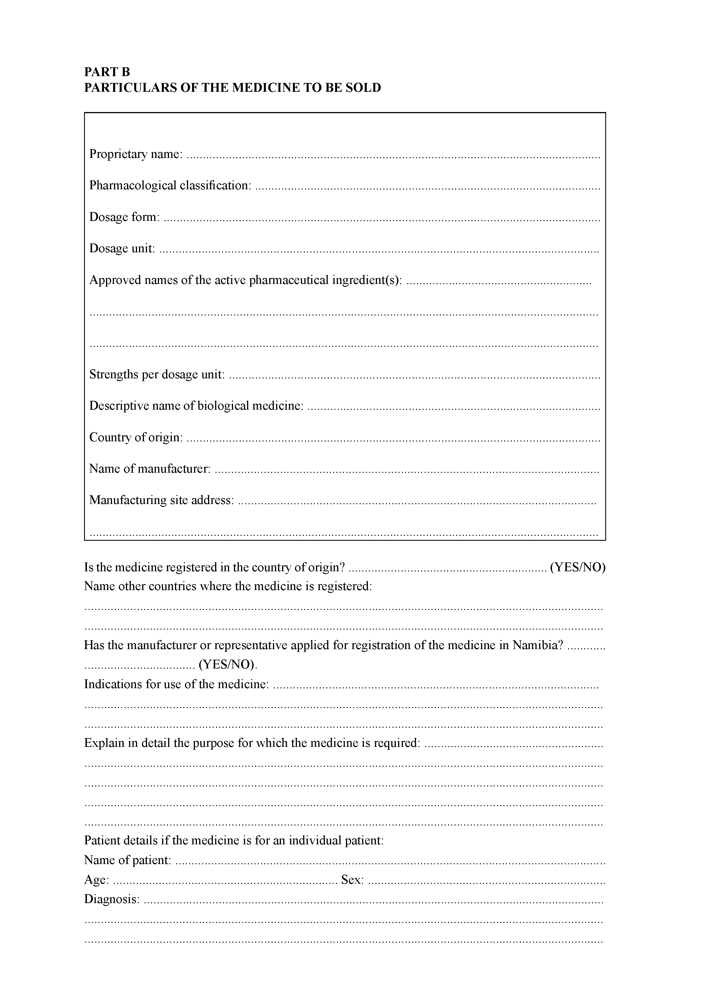 PART B
PARTICULARS OF THE MEDICINE TO BE SOLD
Proprietary name: ...............................................................................................................................
Pharmacological classification: ..........................................................................................................
Dosage form: ......................................................................................................................................
Dosage unit: .......................................................................................................................................
Approved names of the active pharmaceutical ingredient(s): .........................................................
............................................................................................................................................................
............................................................................................................................................................
Strengths per dosage unit: ..................................................................................................................
Descriptive name of biological medicine: ..........................................................................................
Country of origin: ...............................................................................................................................
Name of manufacturer: ......................................................................................................................
Manufacturing site address: ..............................................................................................................
............................................................................................................................................................
Is the medicine registered in the country of origin? ............................................................. (YES/NO)
Name other countries where the medicine is registered:
...............................................................................................................................................................
...............................................................................................................................................................
Has the manufacturer or representative applied for registration of the medicine in Namibia? ............
.................................. (YES/NO).
Indications for use of the medicine: ....................................................................................................
...............................................................................................................................................................
...............................................................................................................................................................
Explain in detail the purpose for which the medicine is required: .......................................................
...............................................................................................................................................................
...............................................................................................................................................................
...............................................................................................................................................................
...............................................................................................................................................................
Patient details if the medicine is for an individual patient:
Name of patient: ....................................................................................................................................
Age: ..................................................................... Sex: .........................................................................
Diagnosis: .............................................................................................................................................
...............................................................................................................................................................
...............................................................................................................................................................